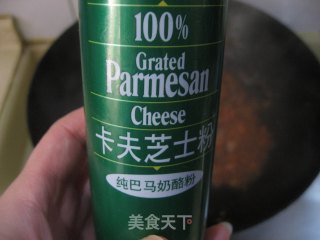 100%
Grated
Parmesan
Cheese
卡夫芝士粉
纯巴马奶酪粉
美食天下